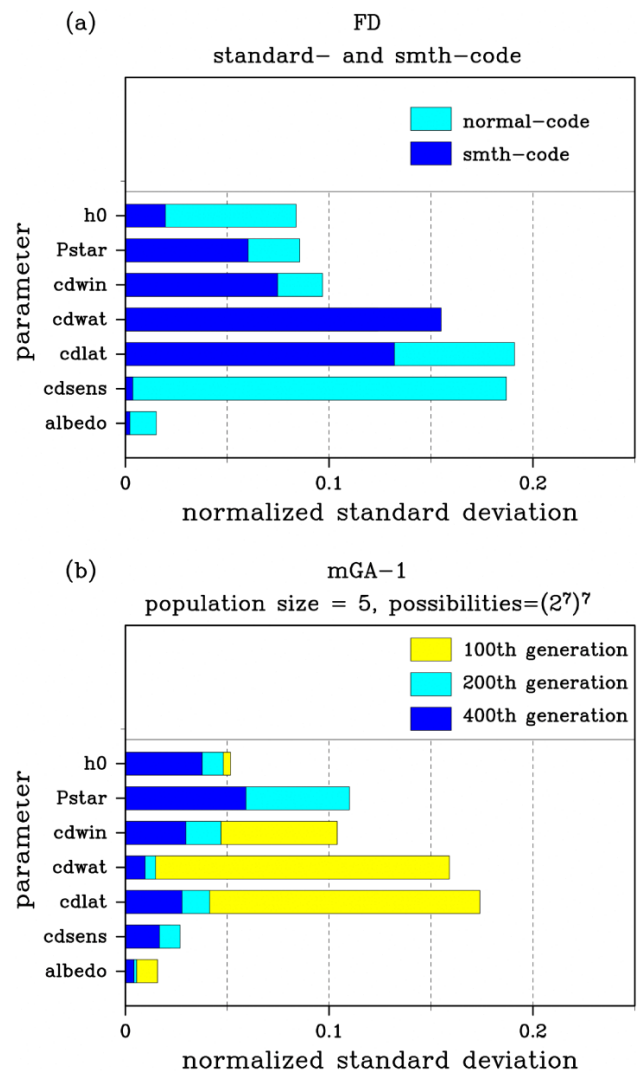 (a) FD
standard- and smth-code
normal-code
smth-code
h0
Pstar
cdwin
cdwat
cdlat
cdsens
albedo
parameter
0 0.1 0.2
normalized standard deviation
(b) mGA-1
population size = 5, possibilities=(2⁷)⁷
100th generation
200th generation
400th generation
h0
Pstar
cdwin
cdwat
cdlat
cdsens
albedo
parameter
0 0.1 0.2
normalized standard deviation